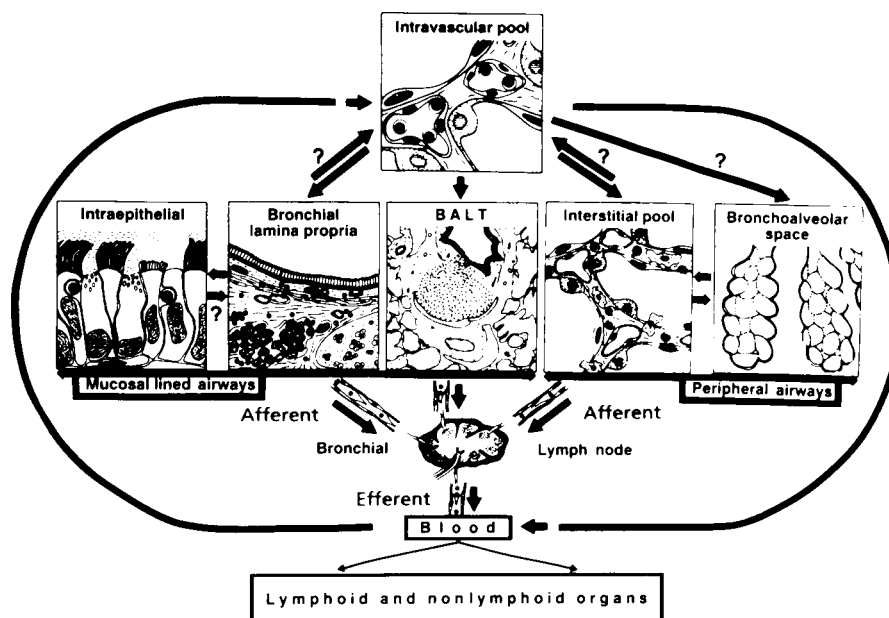 Intravascular pool
?
?
?
Intraepithelial
Bronchial
lamina propria
BALT
Interstitial pool
Bronchoalveolar
space
?
Mucosal lined airways
Peripheral airways
Afferent
Afferent
Bronchial
Lymph node
Efferent
Blood
Lymphoid and nonlymphoid organs